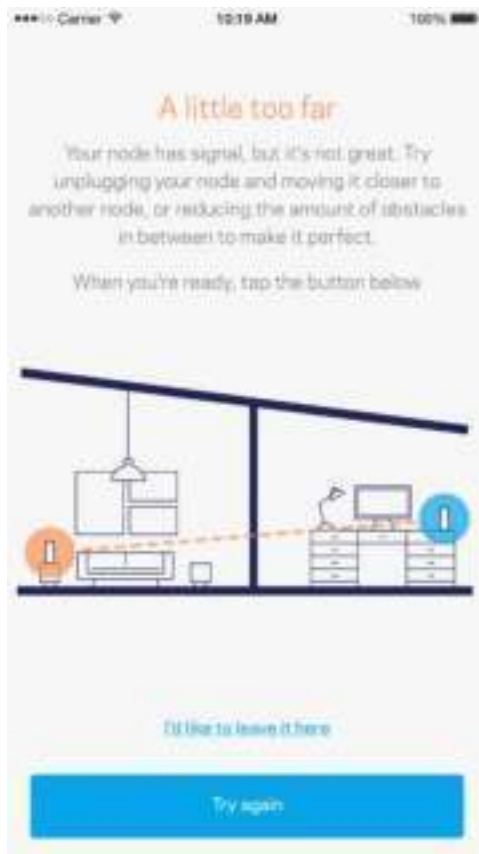 Carrier 10:19 AM 100%
A little too far
Your node has signal, but it's not great. Try
unplugging your node and moving it closer to
another node, or reducing the amount of obstacles
in between to make it perfect.
When you're ready, tap the button below
I'd like to leave it here
Try again